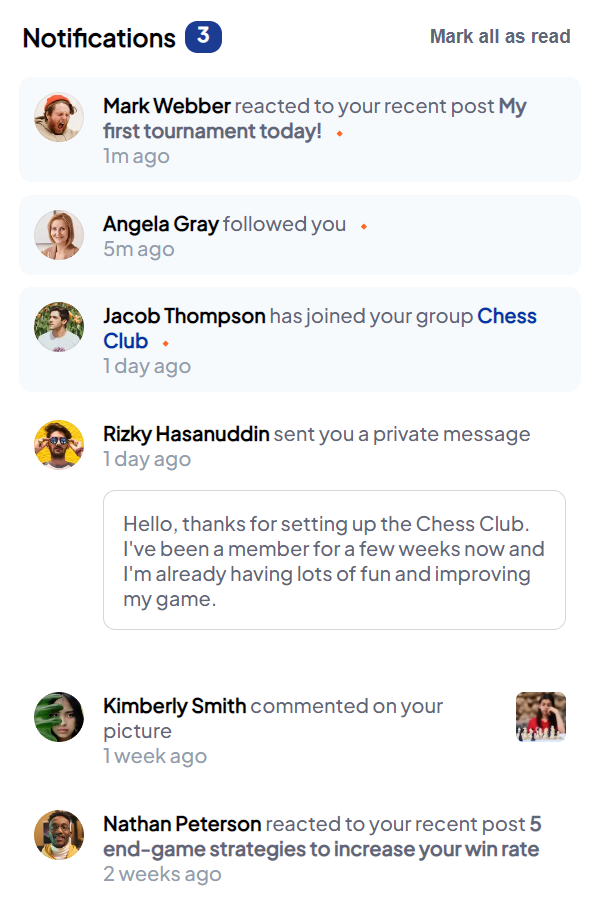 Notifications 3 Mark all as read
Mark Webber reacted to your recent post My
first tournament today!
1m ago
Angela Gray followed you
5m ago
Jacob Thompson has joined your group Chess
Club
1 day ago
Rizky Hasanuddin sent you a private message
1 day ago
Hello, thanks for setting up the Chess Club.
I've been a member for a few weeks now and
I'm already having lots of fun and improving
my game.
Kimberly Smith commented on your
picture
1 week ago
Nathan Peterson reacted to your recent post 5
end-game strategies to increase your win rate
2 weeks ago